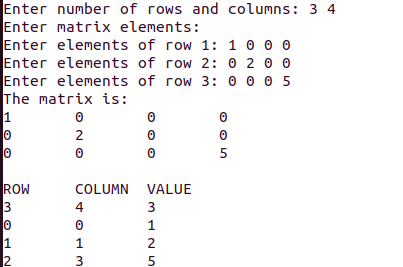 Enter number of rows and columns: 3 4
Enter matrix elements:
Enter elements of row 1: 1 0 0 0
Enter elements of row 2: 0 2 0 0
Enter elements of row 3: 0 0 0 5
The matrix is:
1 0 0 0
0 2 0 0
0 0 0 5
ROW COLUMN VALUE
3 4 3
0 0 1
1 1 2
2 3 5